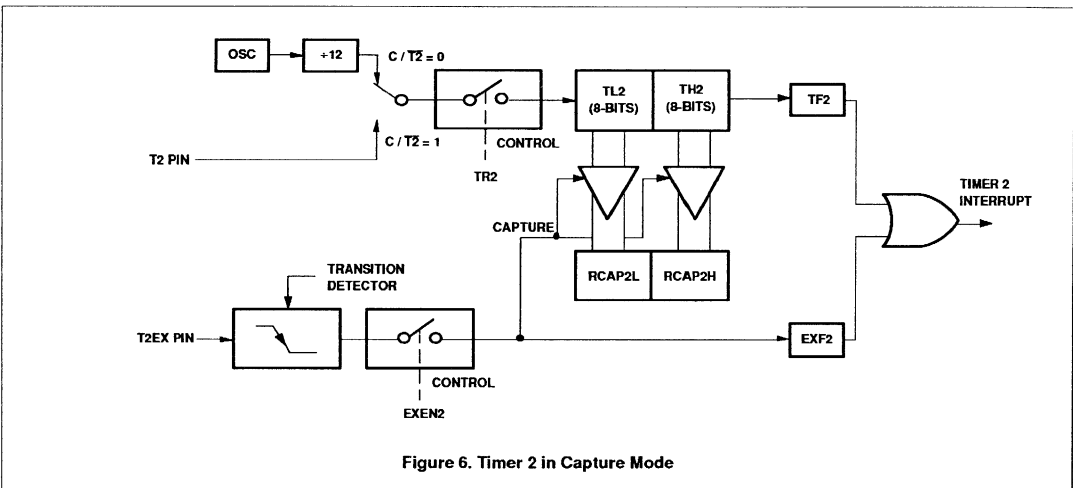 OSC
÷12
C / T2̅ = 0
TL2
(8-BITS)
TH2
(8-BITS)
TF2
C / T2̅ = 1
CONTROL
T2 PIN
TR2
TIMER 2
INTERRUPT
CAPTURE
TRANSITION
DETECTOR
RCAP2L
RCAP2H
T2EX PIN
EXF2
CONTROL
EXEN2
Figure 6. Timer 2 in Capture Mode